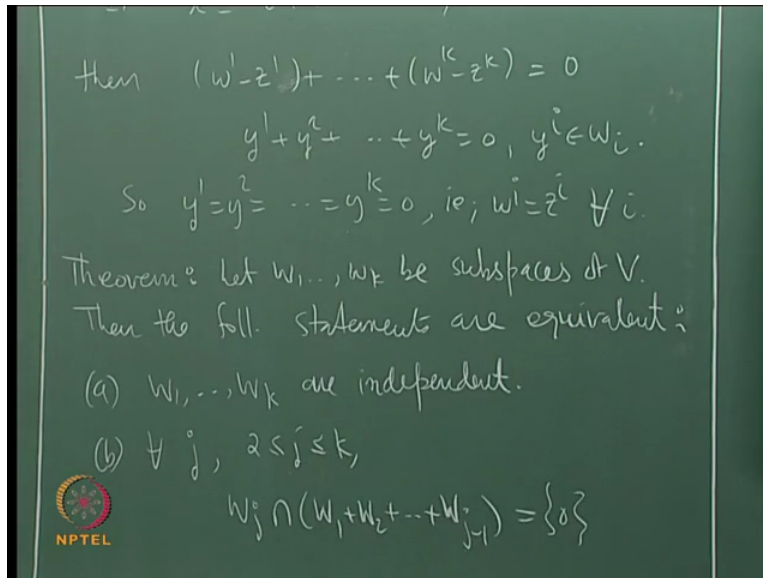 then (w¹-z¹)+ ---- +(wᵏ-zᵏ) = 0
y¹+y²+ -- +yᵏ=0, yⁱ∈Wᵢ.
So y¹=y²= -- =yᵏ=0, ie; wⁱ=zⁱ ∀ i.
Theorem: Let W₁..., Wₖ be subspaces of V.
Then the foll. statements are equivalent:
(a) W₁,..., Wₖ are independent.
(b) ∀ j, 2≤j≤k,
Wⱼ ∩ (W₁+W₂+...+Wⱼ₋₁) = {0}
NPTEL